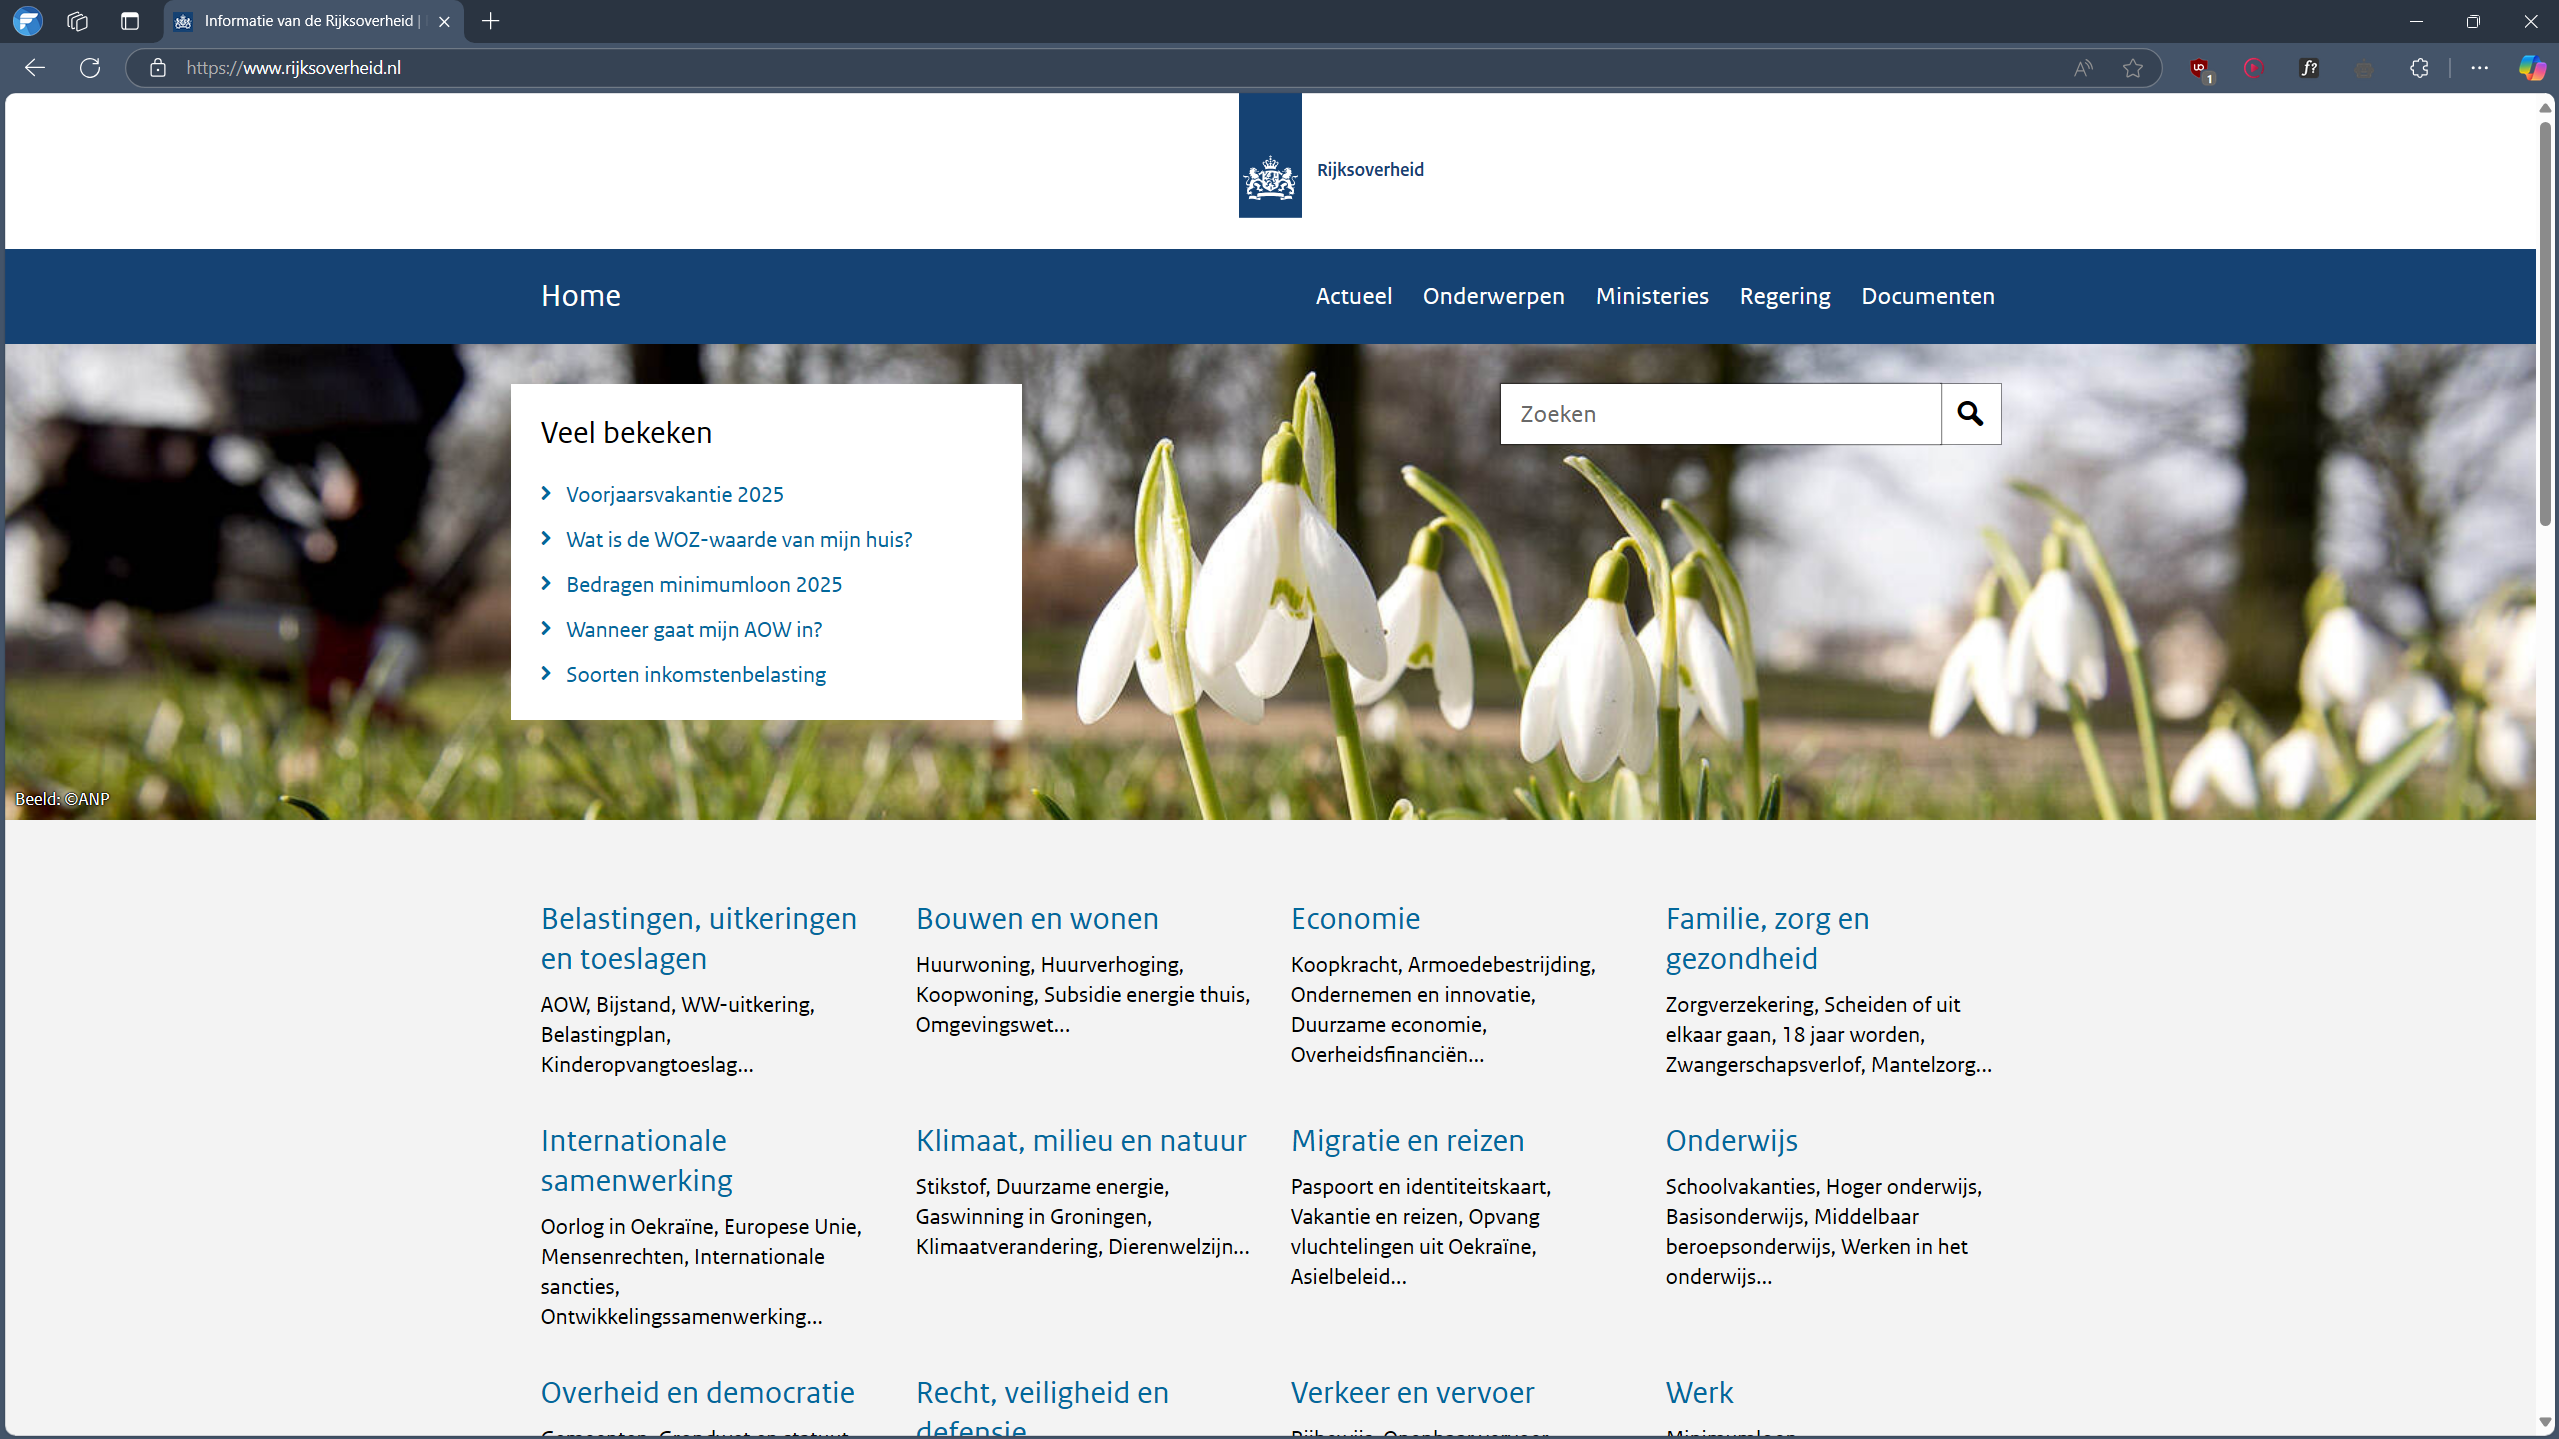 Informatie van de Rijksoverheid |
https://www.rijksoverheid.nl
1
Rijksoverheid
Home
Actueel Onderwerpen Ministeries Regering Documenten
Zoeken
Veel bekeken
Voorjaarsvakantie 2025
Wat is de WOZ-waarde van mijn huis?
Bedragen minimumloon 2025
Wanneer gaat mijn AOW in?
Soorten inkomstenbelasting
Beeld: ©ANP
Belastingen, uitkeringen
en toeslagen
AOW, Bijstand, WW-uitkering,
Belastingplan,
Kinderopvangtoeslag...
Bouwen en wonen
Huurwoning, Huurverhoging,
Koopwoning, Subsidie energie thuis,
Omgevingswet...
Economie
Koopkracht, Armoedebestrijding,
Ondernemen en innovatie,
Duurzame economie,
Overheidsfinanciën...
Familie, zorg en
gezondheid
Zorgverzekering, Scheiden of uit
elkaar gaan, 18 jaar worden,
Zwangerschapsverlof, Mantelzorg...
Internationale
samenwerking
Oorlog in Oekraïne, Europese Unie,
Mensenrechten, Internationale
sancties,
Ontwikkelingssamenwerking...
Klimaat, milieu en natuur
Stikstof, Duurzame energie,
Gaswinning in Groningen,
Klimaatverandering, Dierenwelzijn...
Migratie en reizen
Paspoort en identiteitskaart,
Vakantie en reizen, Opvang
vluchtelingen uit Oekraïne,
Asielbeleid...
Onderwijs
Schoolvakanties, Hoger onderwijs,
Basisonderwijs, Middelbaar
beroepsonderwijs, Werken in het
onderwijs...
Overheid en democratie
Recht, veiligheid en
defensie
Verkeer en vervoer
Werk